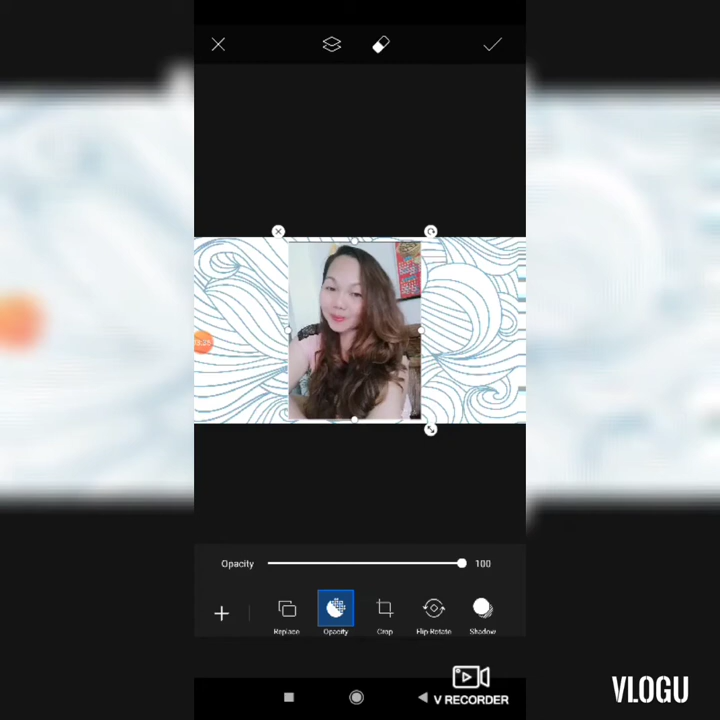 Opacity 100
Replace Opacity Crop Flip/Rotate Shadow
V RECORDER
VLOGU